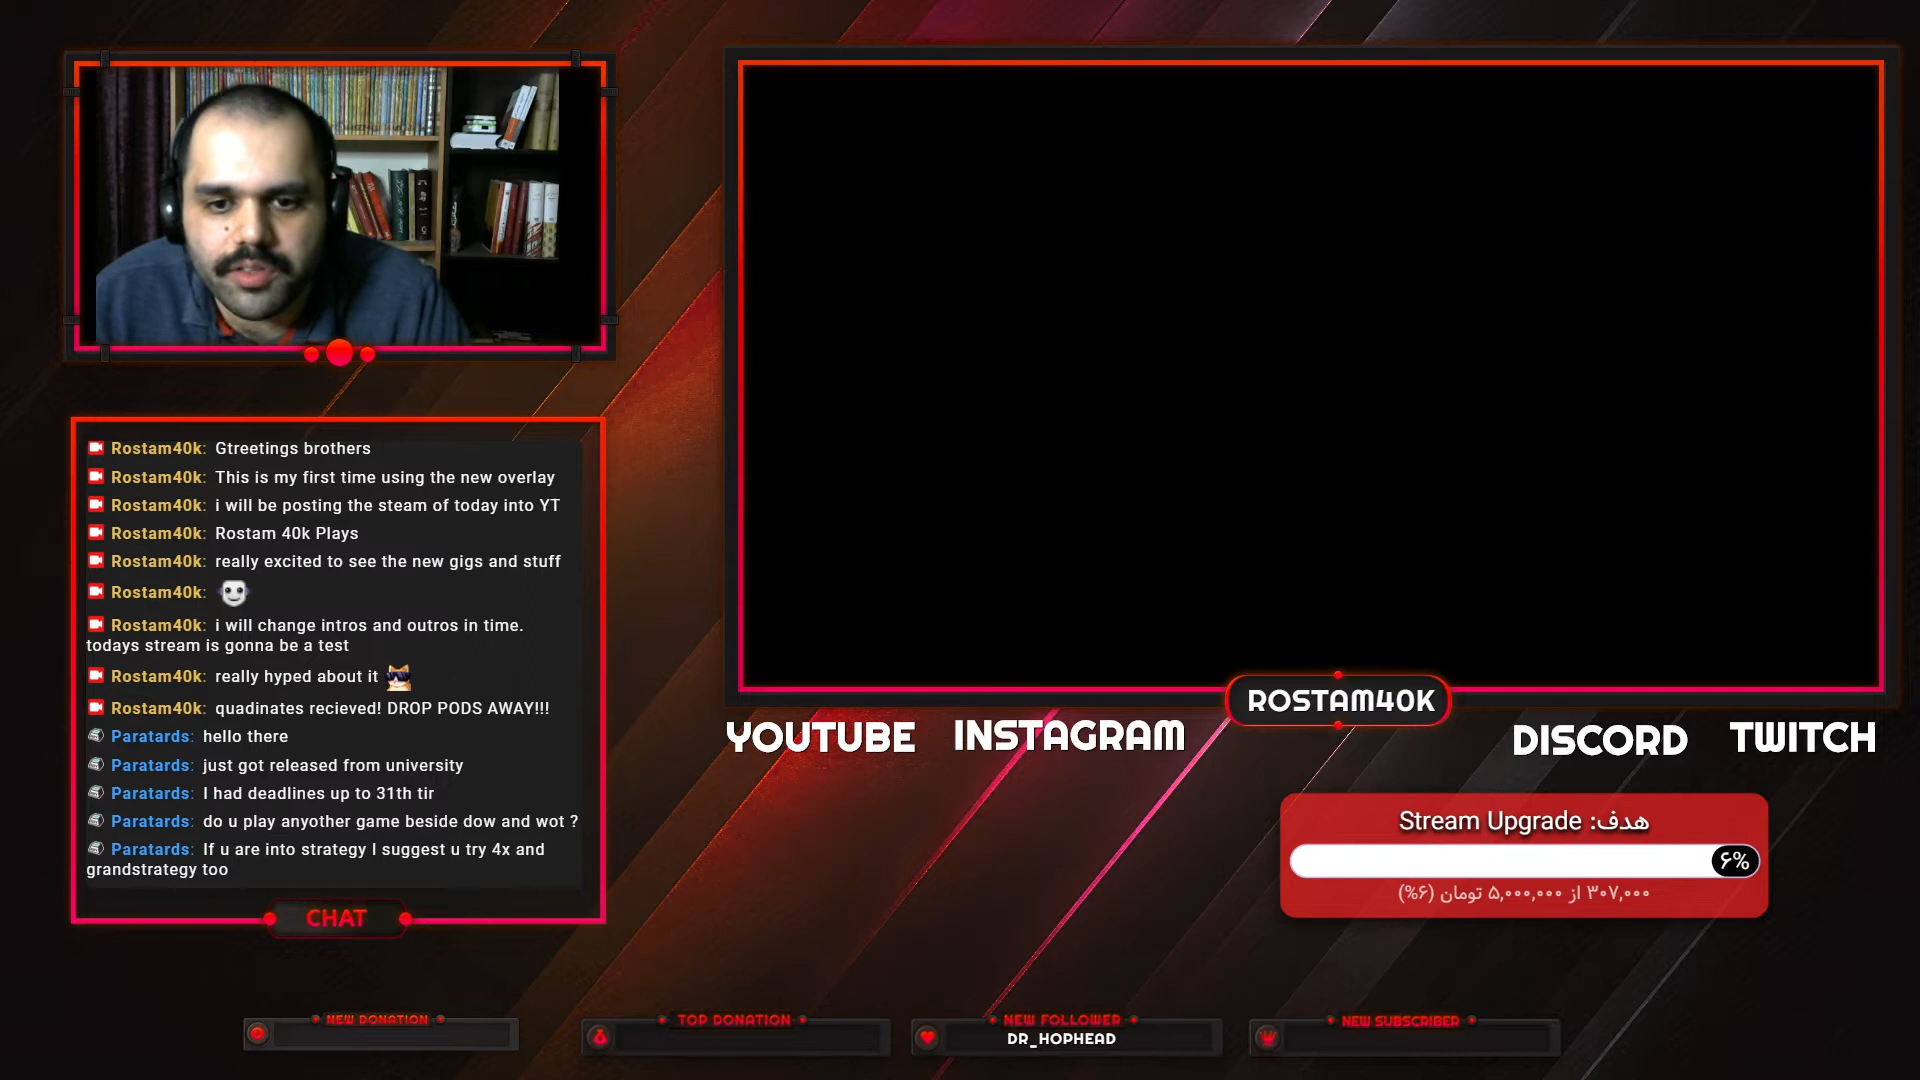 Rostam40k: Gtreetings brothers
Rostam40k: This is my first time using the new overlay
Rostam40k: i will be posting the steam of today into YT
Rostam40k: Rostam 40k Plays
Rostam40k: really excited to see the new gigs and stuff
Rostam40k:
Rostam40k: i will change intros and outros in time.
todays stream is gonna be a test
Rostam40k: really hyped about it
Rostam40k: quadinates recieved! DROP PODS AWAY!!!
Paratards: hello there
Paratards: just got released from university
Paratards: I had deadlines up to 31th tir
Paratards: do u play anyother game beside dow and wot ?
Paratards: If u are into strategy I suggest u try 4x and
grandstrategy too
CHAT
ROSTAM40K
YOUTUBE
INSTAGRAM
DISCORD
TWITCH
هدف: Stream Upgrade
۶%
۳۰۷,۰۰۰ از ۵,۰۰۰,۰۰۰ تومان (۶%)
NEW DONATION
TOP DONATION
NEW FOLLOWER
DR_HOPHEAD
NEW SUBSCRIBER